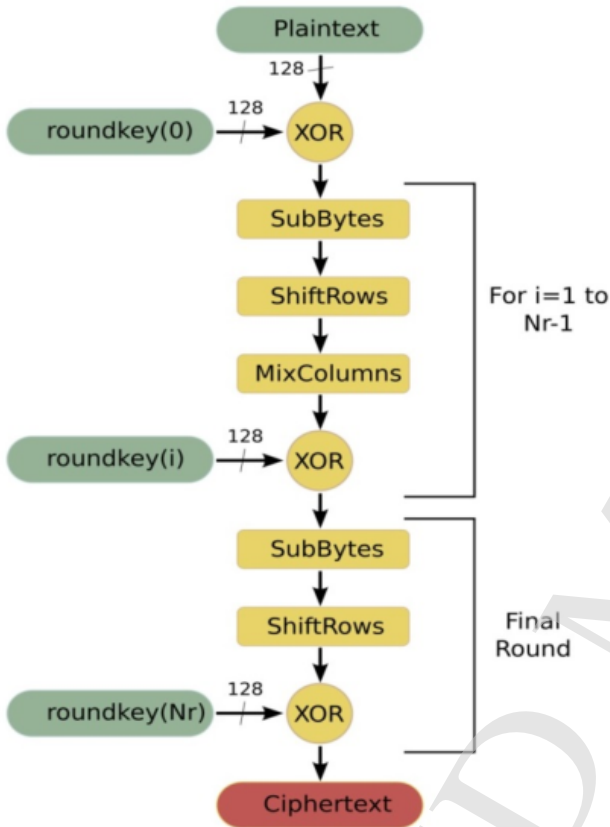 Plaintext
128
128
roundkey(0)
XOR
SubBytes
ShiftRows
For i=1 to
Nr-1
MixColumns
128
roundkey(i)
XOR
SubBytes
ShiftRows
Final
Round
128
roundkey(Nr)
XOR
Ciphertext